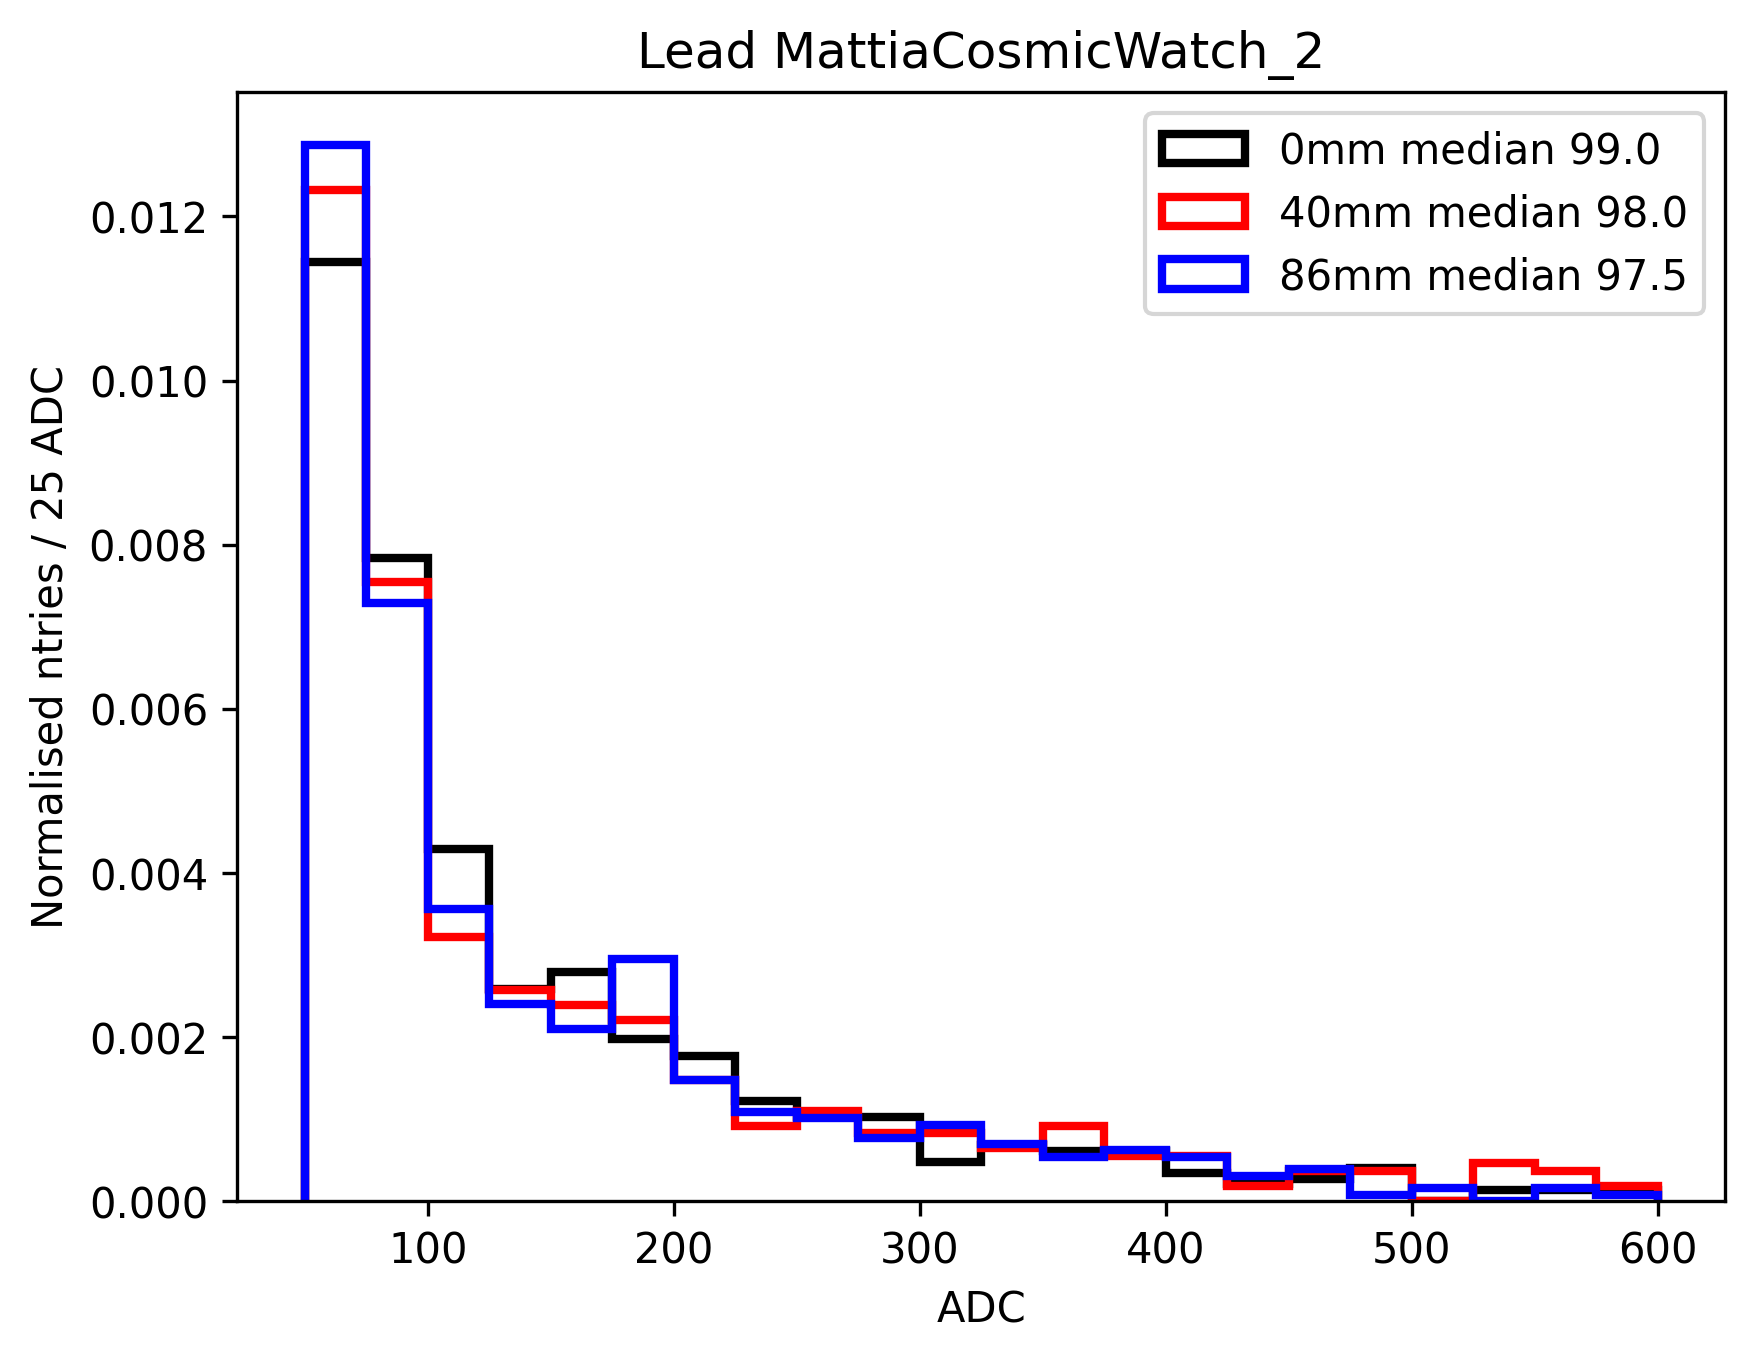 Lead MattiaCosmicWatch_2
0mm median 99.0
40mm median 98.0
86mm median 97.5
Normalised ntries / 25 ADC
0.012
0.010
0.008
0.006
0.004
0.002
0.000
100 200 300 400 500 600
ADC